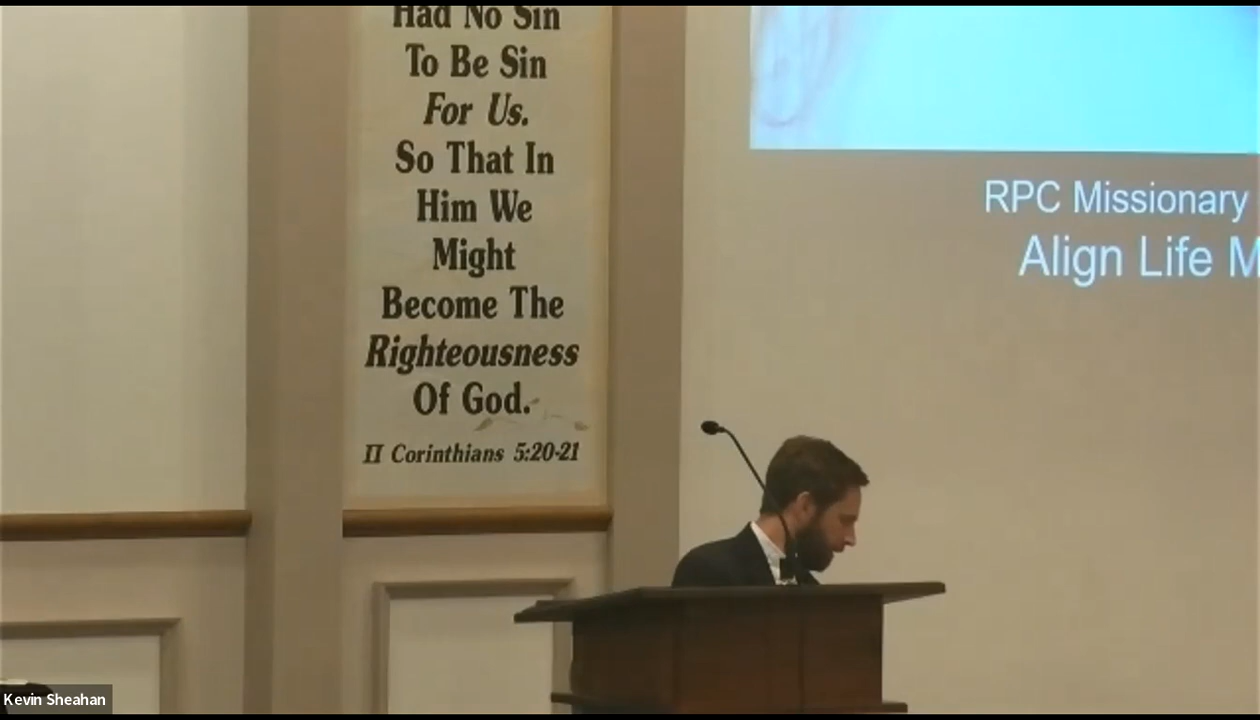 Had No Sin
To Be Sin
For Us.
So That In
Him We
Might
Become The
Righteousness
Of God.
II Corinthians 5:20-21
RPC Missionary
Align Life M
Kevin Sheahan